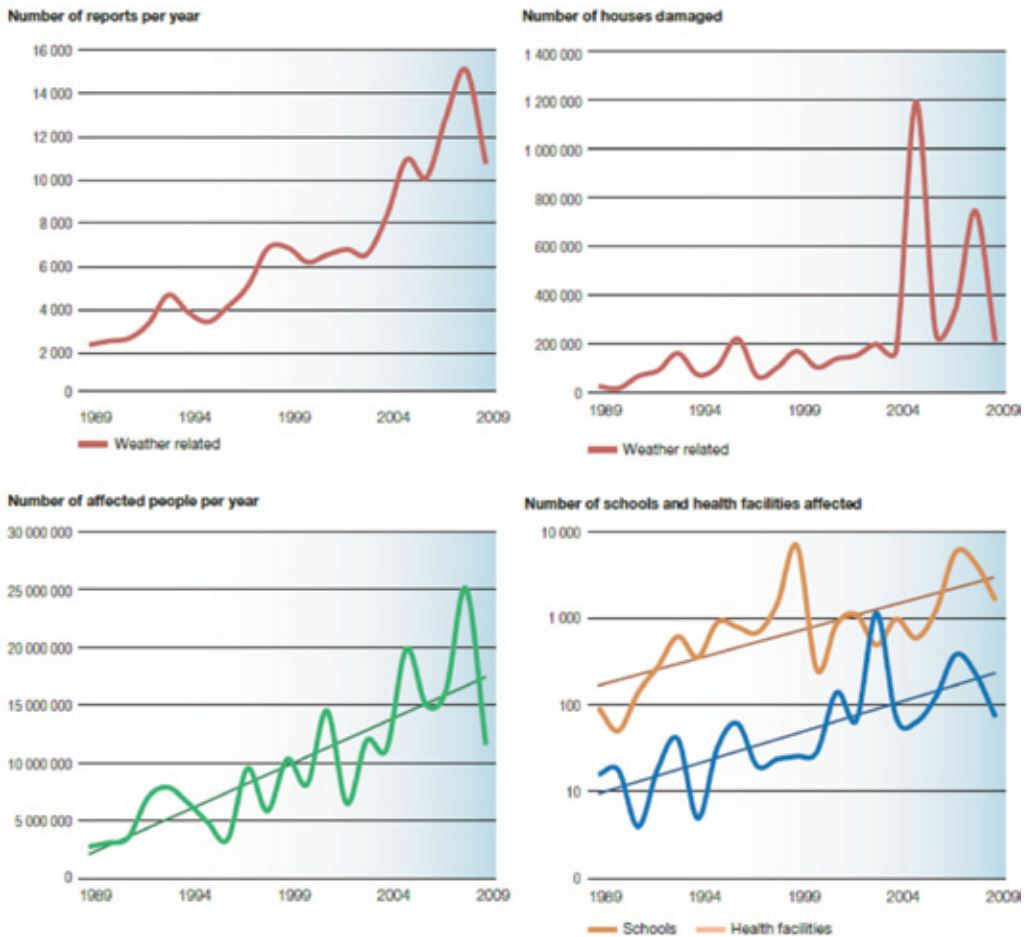 Number of reports per year
16 000
14 000
12 000
10 000
8 000
6 000
4 000
2 000
0
1989 1994 1999 2004 2009
Weather related
Number of houses damaged
1 400 000
1 200 000
1 000 000
800 000
600 000
400 000
200 000
0
1989 1994 1999 2004 2009
Weather related
Number of affected people per year
30 000 000
25 000 000
20 000 000
15 000 000
10 000 000
5 000 000
0
1989 1994 1999 2004 2009
Number of schools and health facilities affected
10 000
1 000
100
10
0
1989 1994 1999 2004 2009
Schools Health facilities